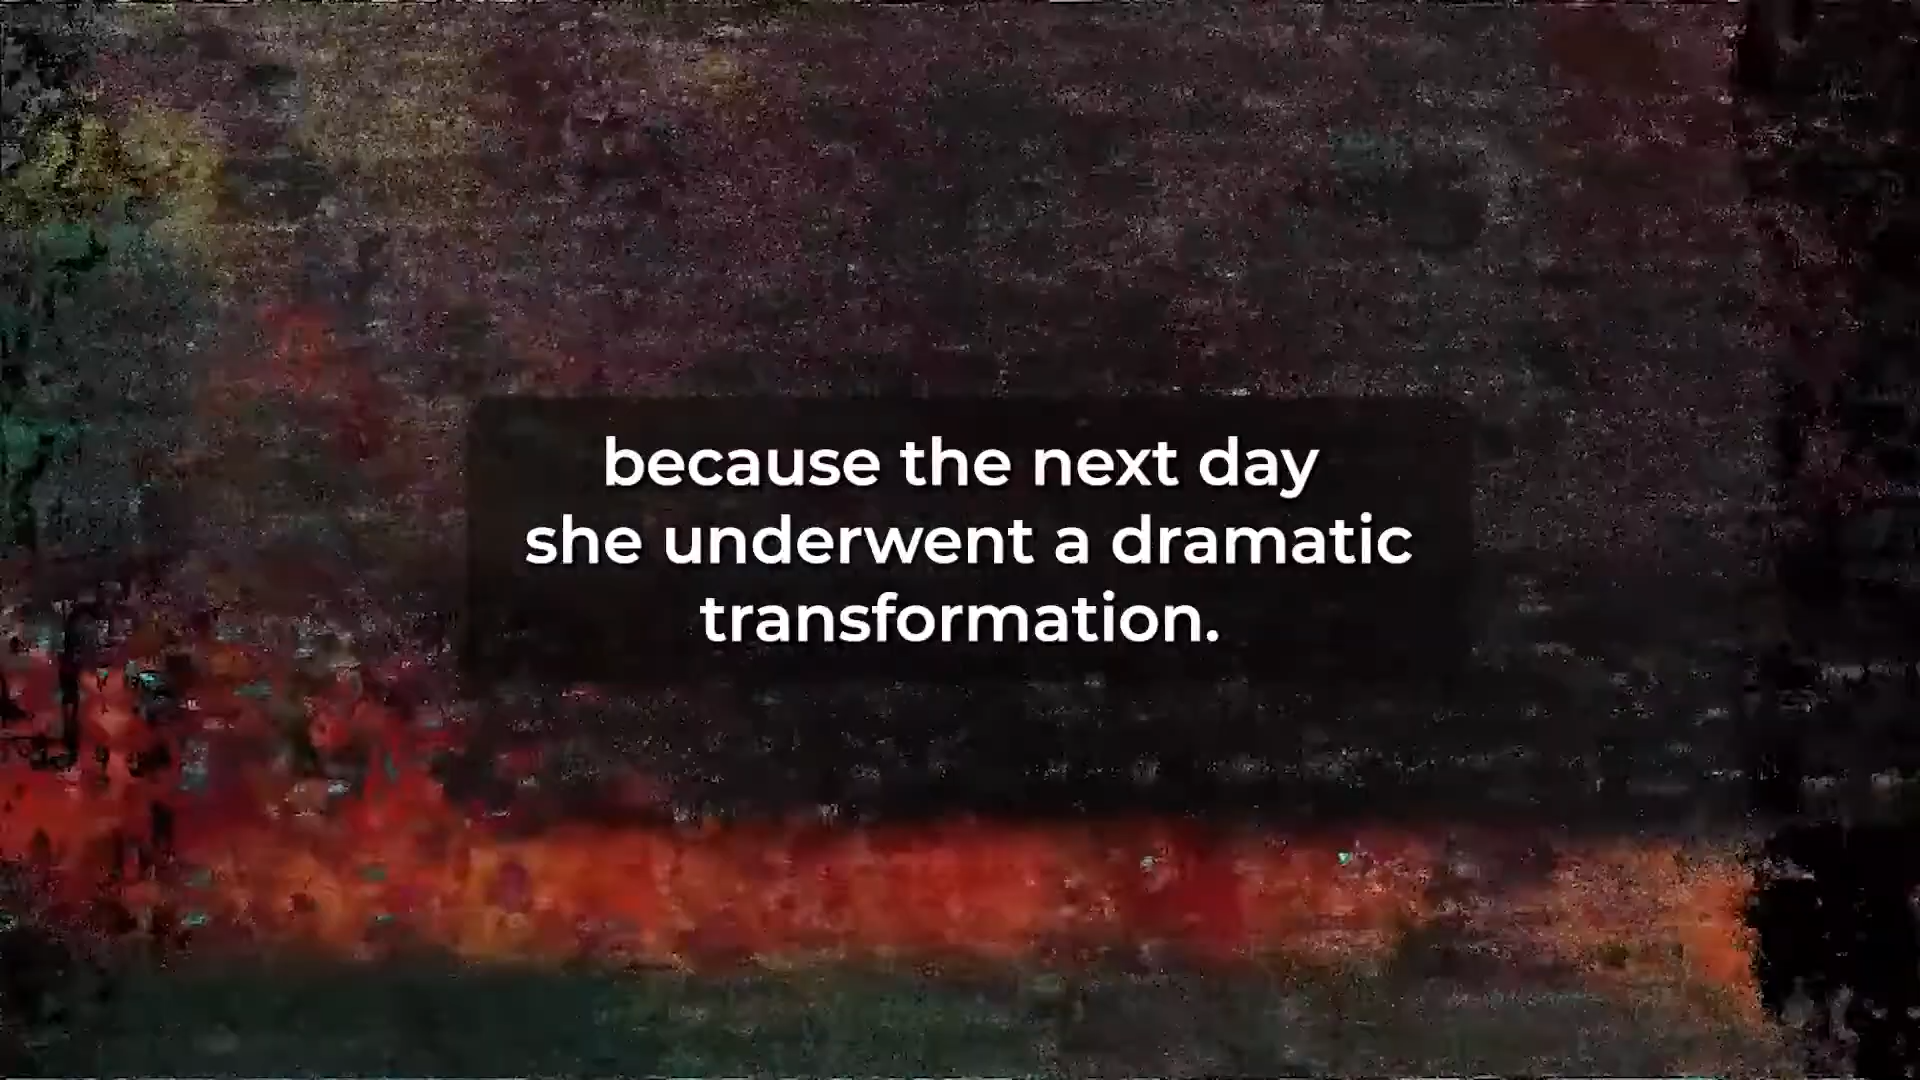 because the next day
she underwent a dramatic
transformation.